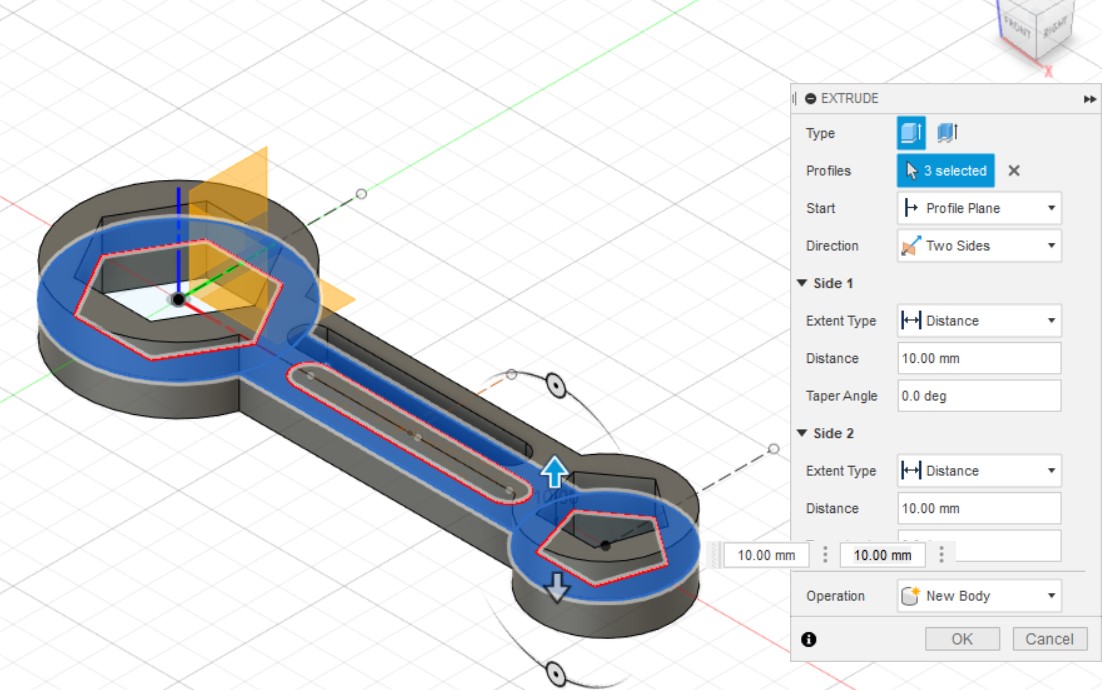 FRONT
RIGHT
X
EXTRUDE
Type
Profiles 3 selected
Start Profile Plane
Direction Two Sides
Side 1
Extent Type Distance
Distance 10.00 mm
Taper Angle 0.0 deg
Side 2
Extent Type Distance
Distance 10.00 mm
10.00 mm 10.00 mm
Operation New Body
OK Cancel